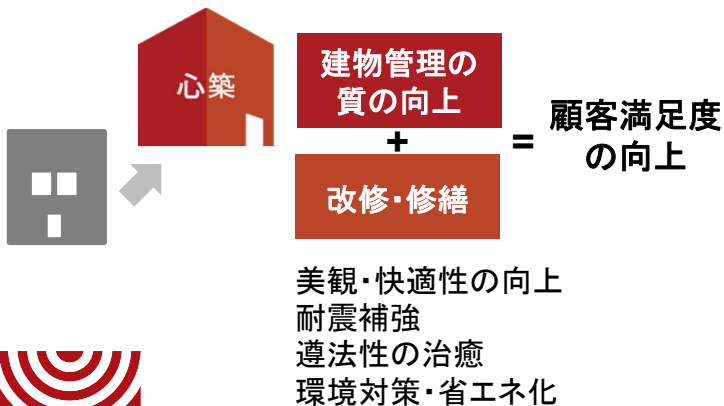 心築
建物管理の
質の向上
+
改修・修繕
=
顧客満足度
の向上
美観・快適性の向上
耐震補強
遵法性の治癒
環境対策・省エネ化